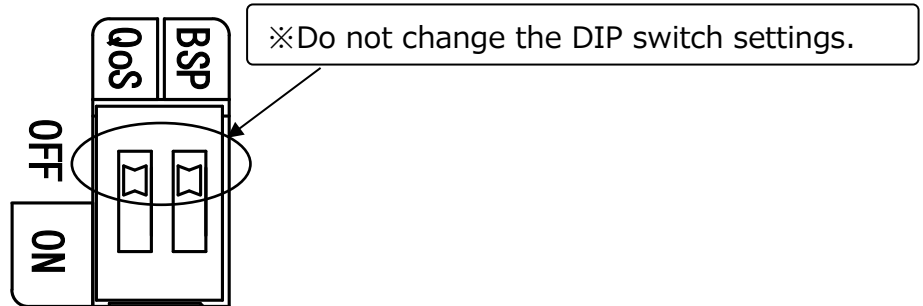 ※Do not change the DIP switch settings.
QoS
BSP
OFF
ON